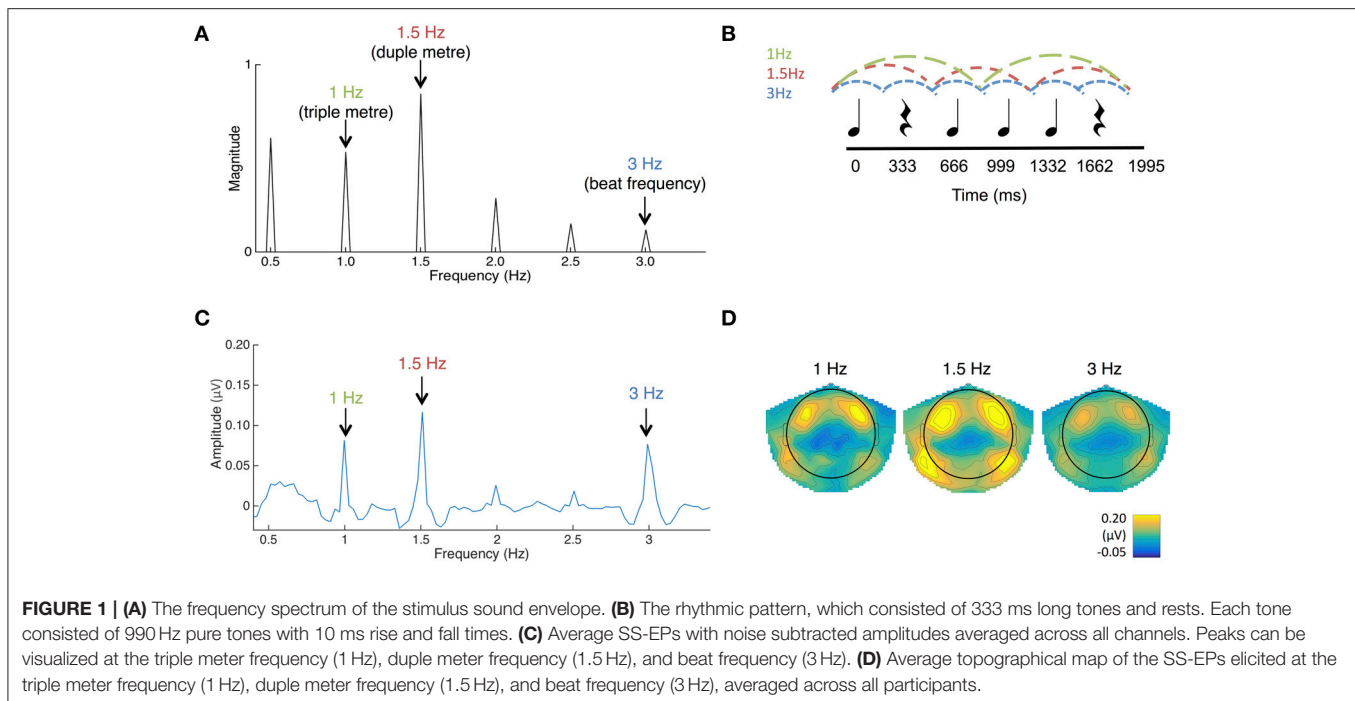 A
1
0
Magnitude
1 Hz
(triple metre)
1.5 Hz
(duple metre)
3 Hz
(beat frequency)
0.5 1.0 1.5 2.0 2.5 3.0
Frequency (Hz)
B
1Hz
1.5Hz
3Hz
0 333 666 999 1332 1662 1995
Time (ms)
C
0.20
0.15
0.10
0.05
0
Amplitude (µV)
1 Hz
1.5 Hz
3 Hz
0.5 1 1.5 2 2.5 3
Frequency (Hz)
D
1 Hz 1.5 Hz 3 Hz
0.20
(µV)
-0.05
FIGURE 1 | (A) The frequency spectrum of the stimulus sound envelope. (B) The rhythmic pattern, which consisted of 333 ms long tones and rests. Each tone
consisted of 990 Hz pure tones with 10 ms rise and fall times. (C) Average SS-EPs with noise subtracted amplitudes averaged across all channels. Peaks can be
visualized at the triple meter frequency (1 Hz), duple meter frequency (1.5 Hz), and beat frequency (3 Hz). (D) Average topographical map of the SS-EPs elicited at the
triple meter frequency (1 Hz), duple meter frequency (1.5 Hz), and beat frequency (3 Hz), averaged across all participants.